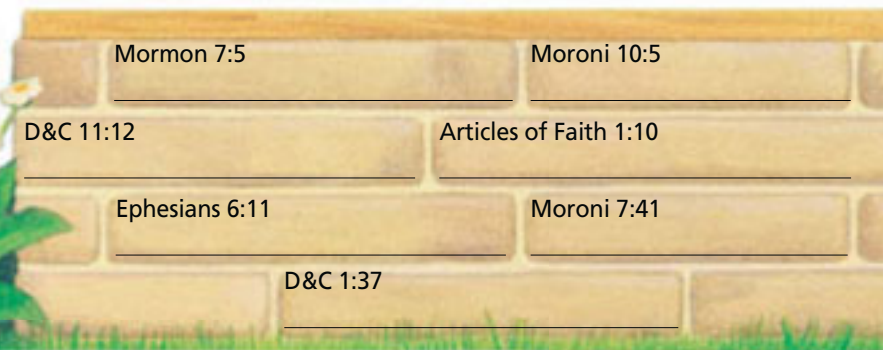 Mormon 7:5 Moroni 10:5
D&C 11:12 Articles of Faith 1:10
Ephesians 6:11 Moroni 7:41
D&C 1:37